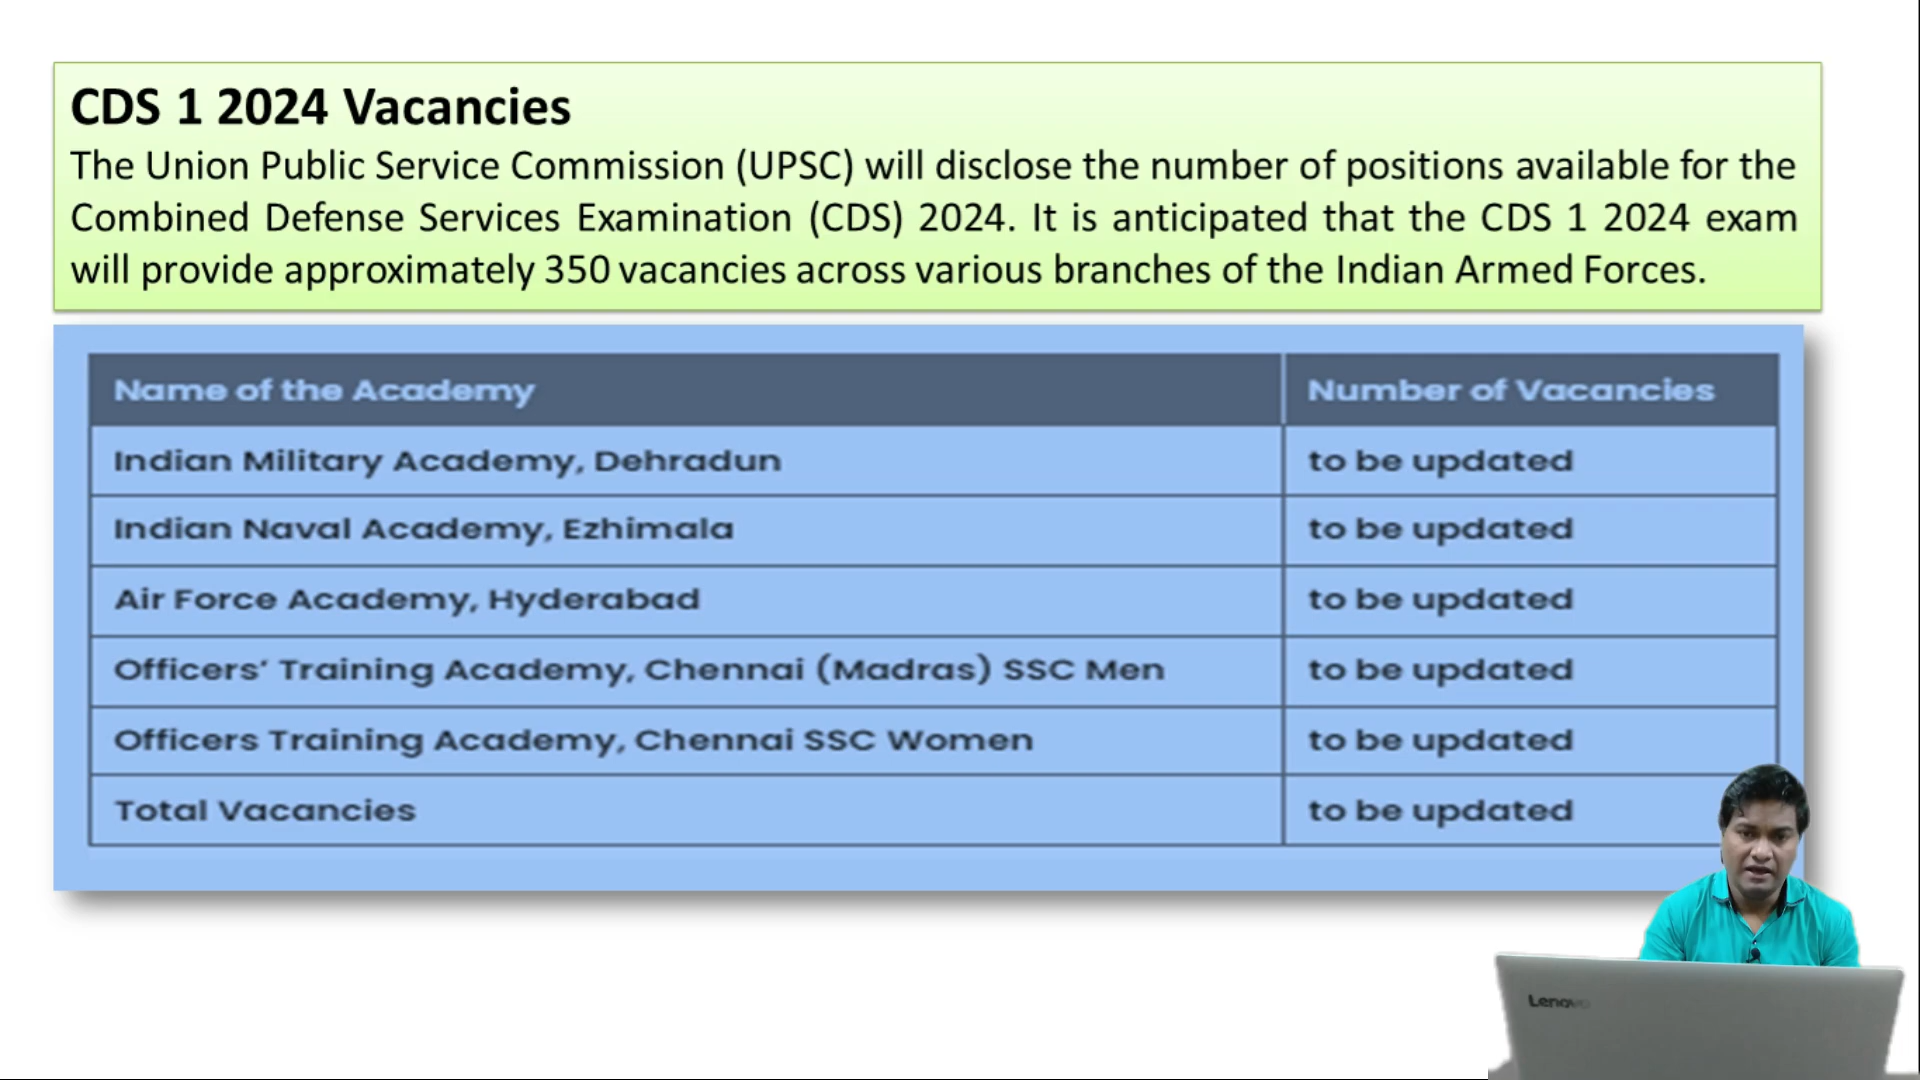 CDS 1 2024 Vacancies
The Union Public Service Commission (UPSC) will disclose the number of positions available for the
Combined Defense Services Examination (CDS) 2024. It is anticipated that the CDS 1 2024 exam
will provide approximately 350 vacancies across various branches of the Indian Armed Forces.
Name of the Academy Number of Vacancies
Indian Military Academy, Dehradun to be updated
Indian Naval Academy, Ezhimala to be updated
Air Force Academy, Hyderabad to be updated
Officers‘ Training Academy, Chennai (Madras) SSC Men to be updated
Officers Training Academy, Chennai SSC Women to be updated
Total Vacancies to be updated
Lenovo